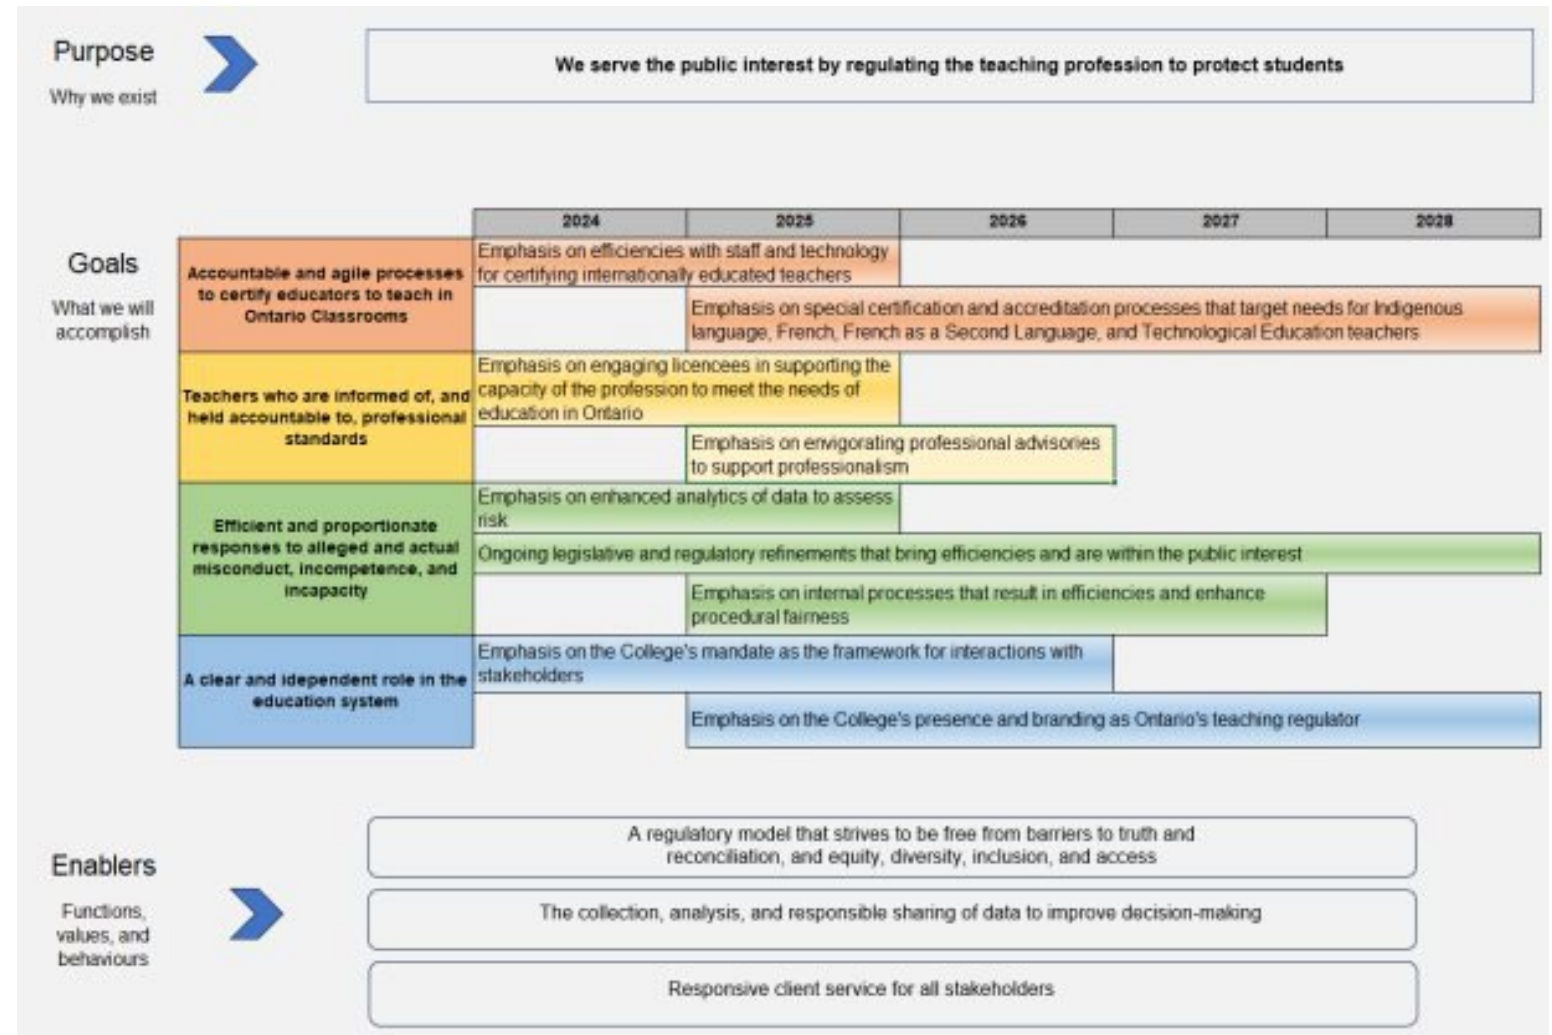 Purpose
Why we exist
We serve the public interest by regulating the teaching profession to protect students
2024 2025 2026 2027 2028
Goals
What we will
accomplish
Accountable and agile processes
to certify educators to teach in
Ontario Classrooms
Emphasis on efficiencies with staff and technology
for certifying internationally educated teachers
Emphasis on special certification and accreditation processes that target needs for Indigenous
language, French, French as a Second Language, and Technological Education teachers
Teachers who are informed of, and
held accountable to, professional
standards
Emphasis on engaging licencees in supporting the
capacity of the profession to meet the needs of
education in Ontario
Emphasis on envigorating professional advisories
to support professionalism
Efficient and proportionate
responses to alleged and actual
misconduct, incompetence, and
incapacity
Emphasis on enhanced analytics of data to assess
risk
Ongoing legislative and regulatory refinements that bring efficiencies and are within the public interest
Emphasis on internal processes that result in efficiencies and enhance
procedural fairness
A clear and idependent role in the
education system
Emphasis on the College's mandate as the framework for interactions with
stakeholders
Emphasis on the College's presence and branding as Ontario's teaching regulator
Enablers
Functions,
values, and
behaviours
A regulatory model that strives to be free from barriers to truth and
reconciliation, and equity, diversity, inclusion, and access
The collection, analysis, and responsible sharing of data to improve decision-making
Responsive client service for all stakeholders